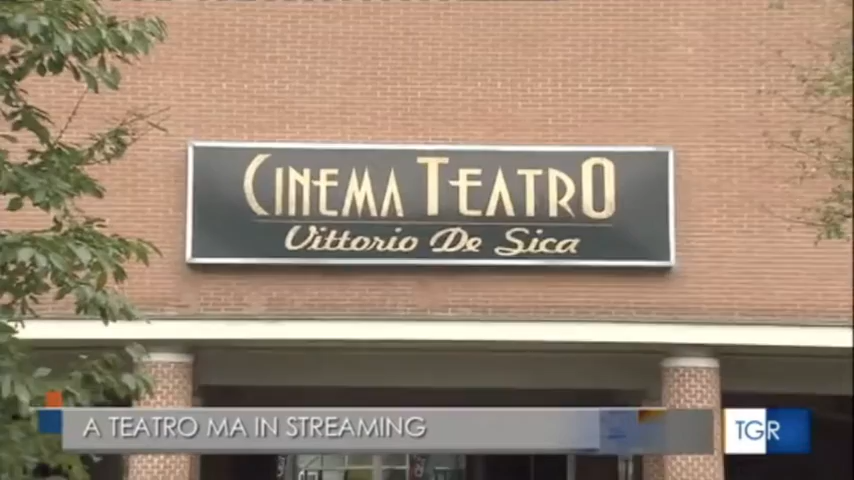 CINEMA TEATRO
Vittorio De Sica
A TEATRO MA IN STREAMING
TGR